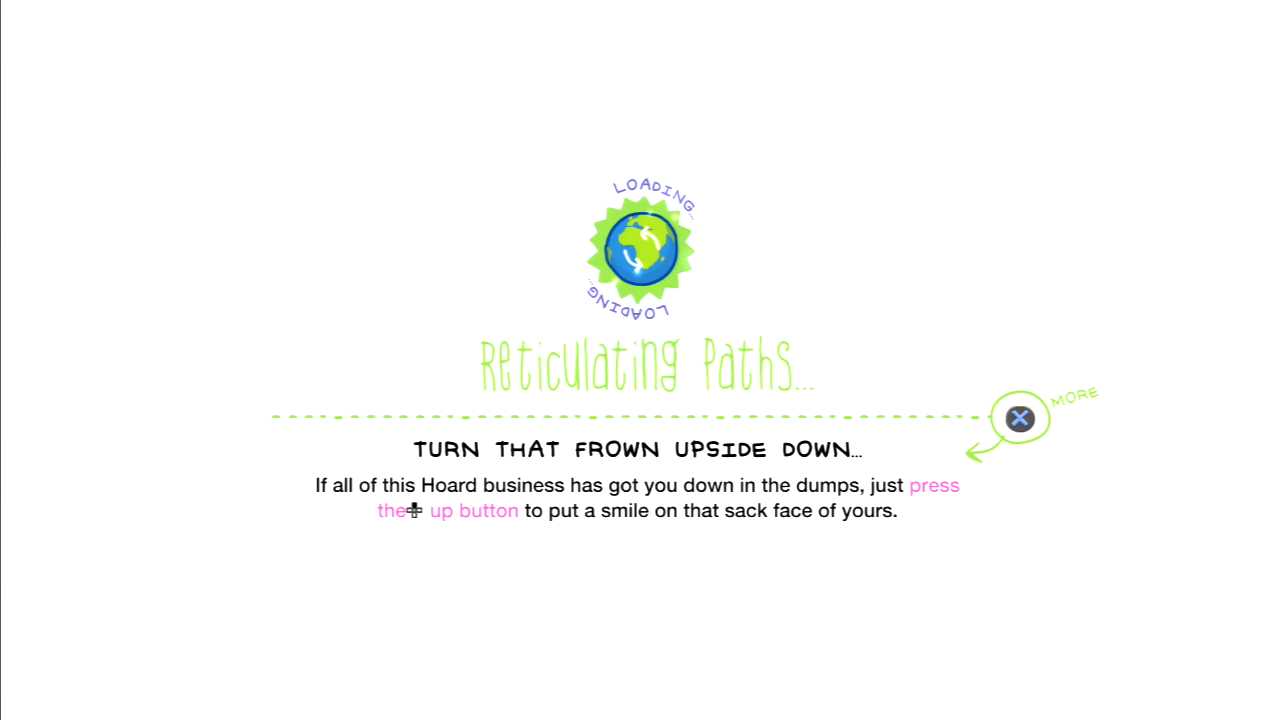 LOADING...
LOADING...
Reticulating Paths...
MORE
TURN THAT FROWN UPSIDE DOWN...
If all of this Hoard business has got you down in the dumps, just press
the up button to put a smile on that sack face of yours.